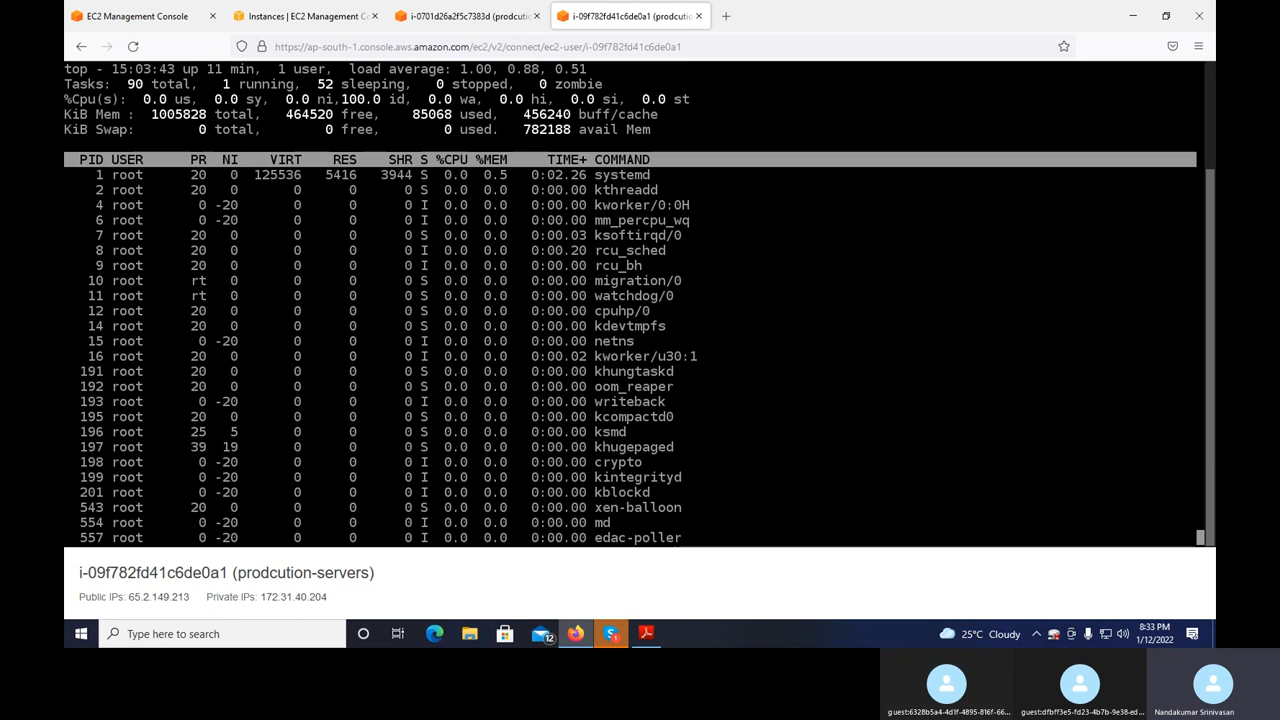 EC2 Management Console
Instances | EC2 Management Co
i-0701d26a2f5c7383d (prodcution
i-09f782fd41c6de0a1 (prodcutio
https://ap-south-1.console.aws.amazon.com/ec2/v2/connect/ec2-user/i-09f782fd41c6de0a1
top - 15:03:43 up 11 min, 1 user, load average: 1.00, 0.88, 0.51
Tasks: 90 total, 1 running, 52 sleeping, 0 stopped, 0 zombie
%Cpu(s): 0.0 us, 0.0 sy, 0.0 ni,100.0 id, 0.0 wa, 0.0 hi, 0.0 si, 0.0 st
KiB Mem : 1005828 total, 464520 free, 85068 used, 456240 buff/cache
KiB Swap: 0 total, 0 free, 0 used. 782188 avail Mem
PID USER PR NI VIRT RES SHR S %CPU %MEM TIME+ COMMAND
1 root 20 0 125536 5416 3944 S 0.0 0.5 0:02.26 systemd
2 root 20 0 0 0 0 S 0.0 0.0 0:00.00 kthreadd
4 root 0 -20 0 0 0 I 0.0 0.0 0:00.00 kworker/0:0H
6 root 0 -20 0 0 0 I 0.0 0.0 0:00.00 mm_percpu_wq
7 root 20 0 0 0 0 S 0.0 0.0 0:00.03 ksoftirqd/0
8 root 20 0 0 0 0 I 0.0 0.0 0:00.20 rcu_sched
9 root 20 0 0 0 0 I 0.0 0.0 0:00.00 rcu_bh
10 root rt 0 0 0 0 S 0.0 0.0 0:00.00 migration/0
11 root rt 0 0 0 0 S 0.0 0.0 0:00.00 watchdog/0
12 root 20 0 0 0 0 S 0.0 0.0 0:00.00 cpuhp/0
14 root 20 0 0 0 0 S 0.0 0.0 0:00.00 kdevtmpfs
15 root 0 -20 0 0 0 I 0.0 0.0 0:00.00 netns
16 root 20 0 0 0 0 I 0.0 0.0 0:00.02 kworker/u30:1
191 root 20 0 0 0 0 S 0.0 0.0 0:00.00 khungtaskd
192 root 20 0 0 0 0 S 0.0 0.0 0:00.00 oom_reaper
193 root 0 -20 0 0 0 I 0.0 0.0 0:00.00 writeback
195 root 20 0 0 0 0 S 0.0 0.0 0:00.00 kcompactd0
196 root 25 5 0 0 0 S 0.0 0.0 0:00.00 ksmd
197 root 39 19 0 0 0 S 0.0 0.0 0:00.00 khugepaged
198 root 0 -20 0 0 0 I 0.0 0.0 0:00.00 crypto
199 root 0 -20 0 0 0 I 0.0 0.0 0:00.00 kintegrityd
201 root 0 -20 0 0 0 I 0.0 0.0 0:00.00 kblockd
543 root 20 0 0 0 0 S 0.0 0.0 0:00.00 xen-balloon
554 root 0 -20 0 0 0 I 0.0 0.0 0:00.00 md
557 root 0 -20 0 0 0 I 0.0 0.0 0:00.00 edac-poller
i-09f782fd41c6de0a1 (prodcution-servers)
Public IPs: 65.2.149.213 Private IPs: 172.31.40.204
Type here to search
12
25°C Cloudy
8:33 PM
1/12/2022
guest:6328b5a4-4d1f-4895-816f-66...
guest:dfbff3e5-fd23-4b7b-9e38-ed...
Nandakumar Srinivasan